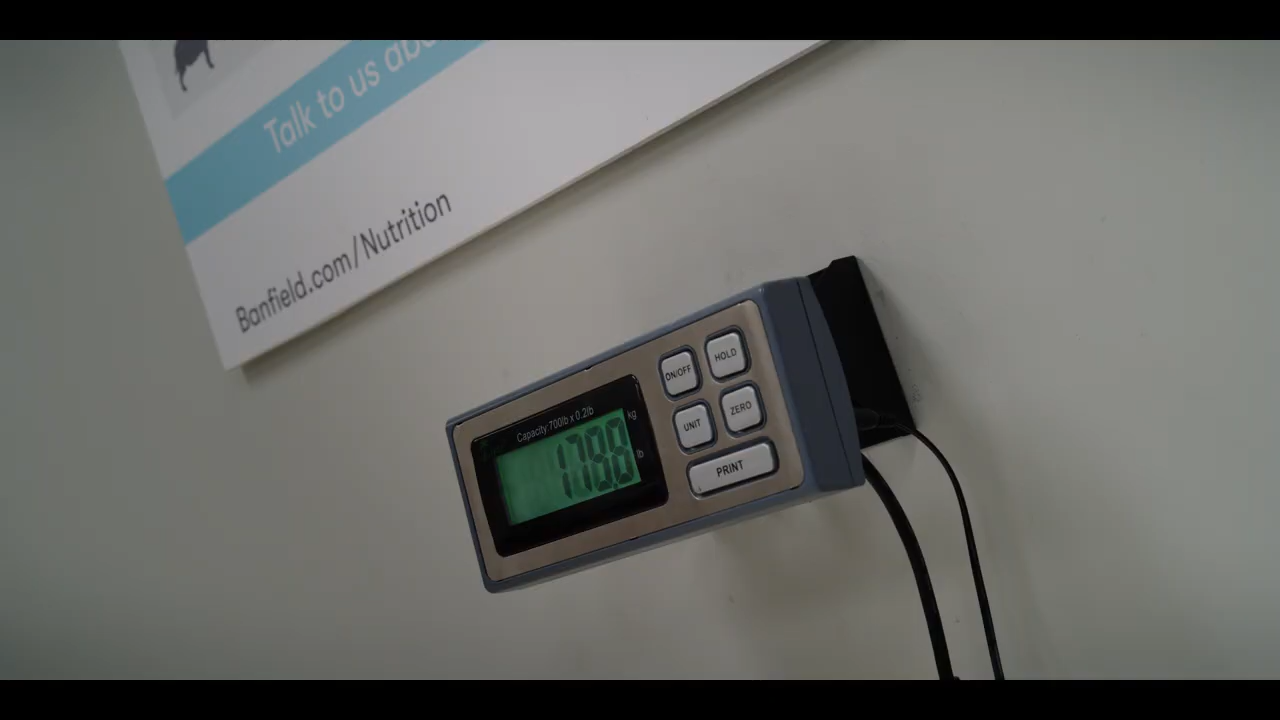 Talk to us abo
Banfield.com/Nutrition
Capacity:700lb x 0.2lb
kg
178.8
lb
ON/OFF
HOLD
UNIT
ZERO
PRINT